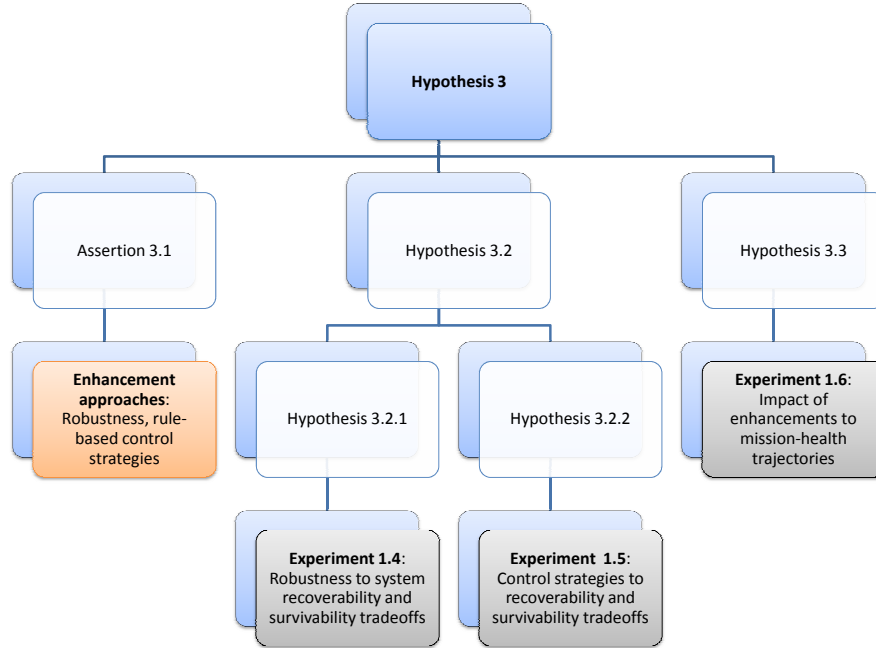 Hypothesis 3
Assertion 3.1
Hypothesis 3.2
Hypothesis 3.3
Enhancement
approaches:
Robustness, rule-
based control
strategies
Hypothesis 3.2.1
Hypothesis 3.2.2
Experiment 1.6:
Impact of
enhancements to
mission-health
trajectories
Experiment 1.4:
Robustness to system
recoverability and
survivability tradeoffs
Experiment 1.5:
Control strategies to
recoverability and
survivability tradeoffs